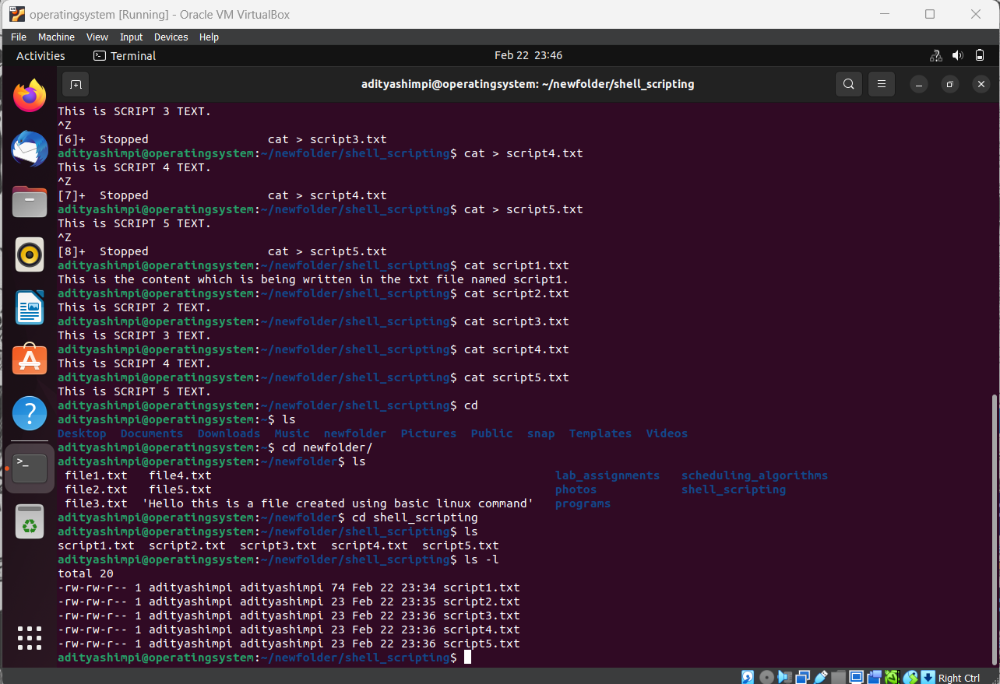 operatingsystem [Running] - Oracle VM VirtualBox
File Machine View Input Devices Help
Activities Terminal Feb 22 23:46
adityashimpi@operatingsystem: ~/newfolder/shell_scripting
This is SCRIPT 3 TEXT.
^Z
[6]+  Stopped                 cat > script3.txt
adityashimpi@operatingsystem:~/newfolder/shell_scripting$ cat > script4.txt
This is SCRIPT 4 TEXT.
^Z
[7]+  Stopped                 cat > script4.txt
adityashimpi@operatingsystem:~/newfolder/shell_scripting$ cat > script5.txt
This is SCRIPT 5 TEXT.
^Z
[8]+  Stopped                 cat > script5.txt
adityashimpi@operatingsystem:~/newfolder/shell_scripting$ cat script1.txt
This is the content which is being written in the txt file named script1.
adityashimpi@operatingsystem:~/newfolder/shell_scripting$ cat script2.txt
This is SCRIPT 2 TEXT.
adityashimpi@operatingsystem:~/newfolder/shell_scripting$ cat script3.txt
This is SCRIPT 3 TEXT.
adityashimpi@operatingsystem:~/newfolder/shell_scripting$ cat script4.txt
This is SCRIPT 4 TEXT.
adityashimpi@operatingsystem:~/newfolder/shell_scripting$ cat script5.txt
This is SCRIPT 5 TEXT.
adityashimpi@operatingsystem:~/newfolder/shell_scripting$ cd
adityashimpi@operatingsystem:~$ ls
Desktop  Documents  Downloads  Music  newfolder  Pictures  Public  snap  Templates  Videos
adityashimpi@operatingsystem:~$ cd newfolder/
adityashimpi@operatingsystem:~/newfolder$ ls
 file1.txt   file4.txt   lab_assignments   scheduling_algorithms
 file2.txt   file5.txt   photos            shell_scripting
 file3.txt  'Hello this is a file created using basic linux command'   programs
adityashimpi@operatingsystem:~/newfolder$ cd shell_scripting
adityashimpi@operatingsystem:~/newfolder/shell_scripting$ ls
script1.txt  script2.txt  script3.txt  script4.txt  script5.txt
adityashimpi@operatingsystem:~/newfolder/shell_scripting$ ls -l
total 20
-rw-rw-r-- 1 adityashimpi adityashimpi 74 Feb 22 23:34 script1.txt
-rw-rw-r-- 1 adityashimpi adityashimpi 23 Feb 22 23:35 script2.txt
-rw-rw-r-- 1 adityashimpi adityashimpi 23 Feb 22 23:36 script3.txt
-rw-rw-r-- 1 adityashimpi adityashimpi 23 Feb 22 23:36 script4.txt
-rw-rw-r-- 1 adityashimpi adityashimpi 23 Feb 22 23:36 script5.txt
adityashimpi@operatingsystem:~/newfolder/shell_scripting$
Right Ctrl